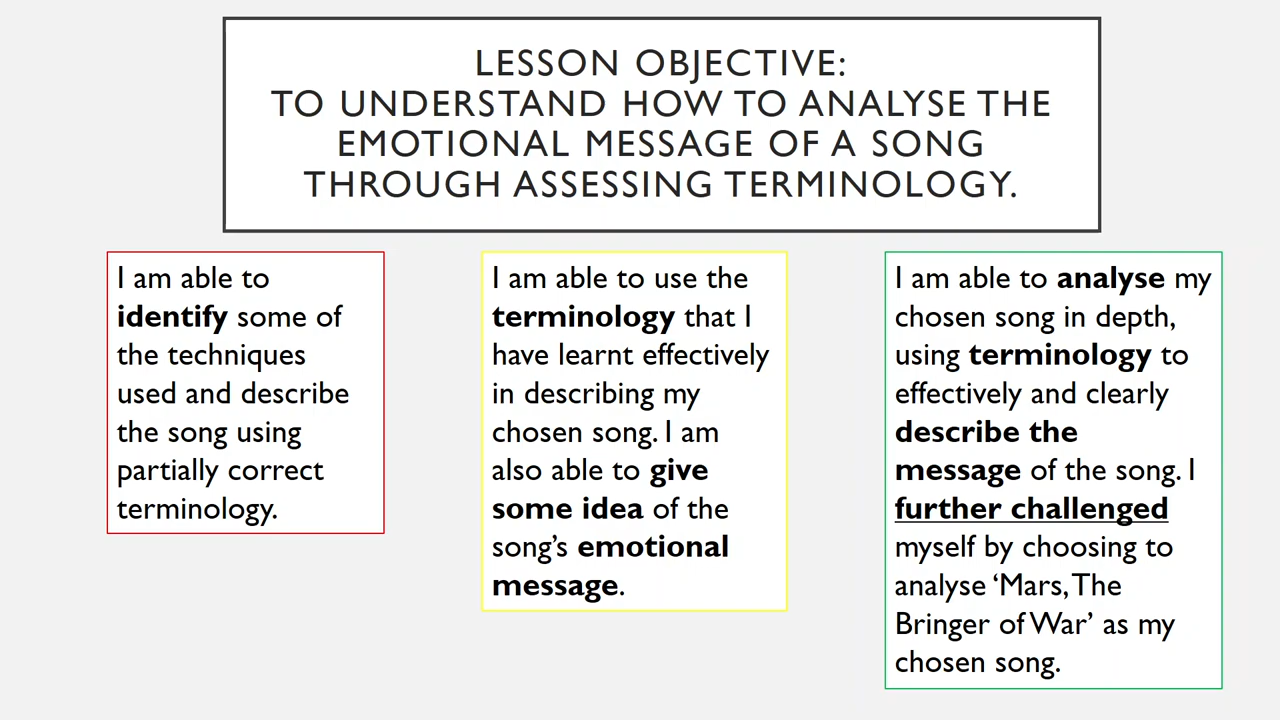 LESSON OBJECTIVE:
TO UNDERSTAND HOW TO ANALYSE THE
EMOTIONAL MESSAGE OF A SONG
THROUGH ASSESSING TERMINOLOGY.
I am able to
identify some of
the techniques
used and describe
the song using
partially correct
terminology.
I am able to use the
terminology that I
have learnt effectively
in describing my
chosen song. I am
also able to give
some idea of the
song’s emotional
message.
I am able to analyse my
chosen song in depth,
using terminology to
effectively and clearly
describe the
message of the song. I
further challenged
myself by choosing to
analyse ‘Mars, The
Bringer of War’ as my
chosen song.